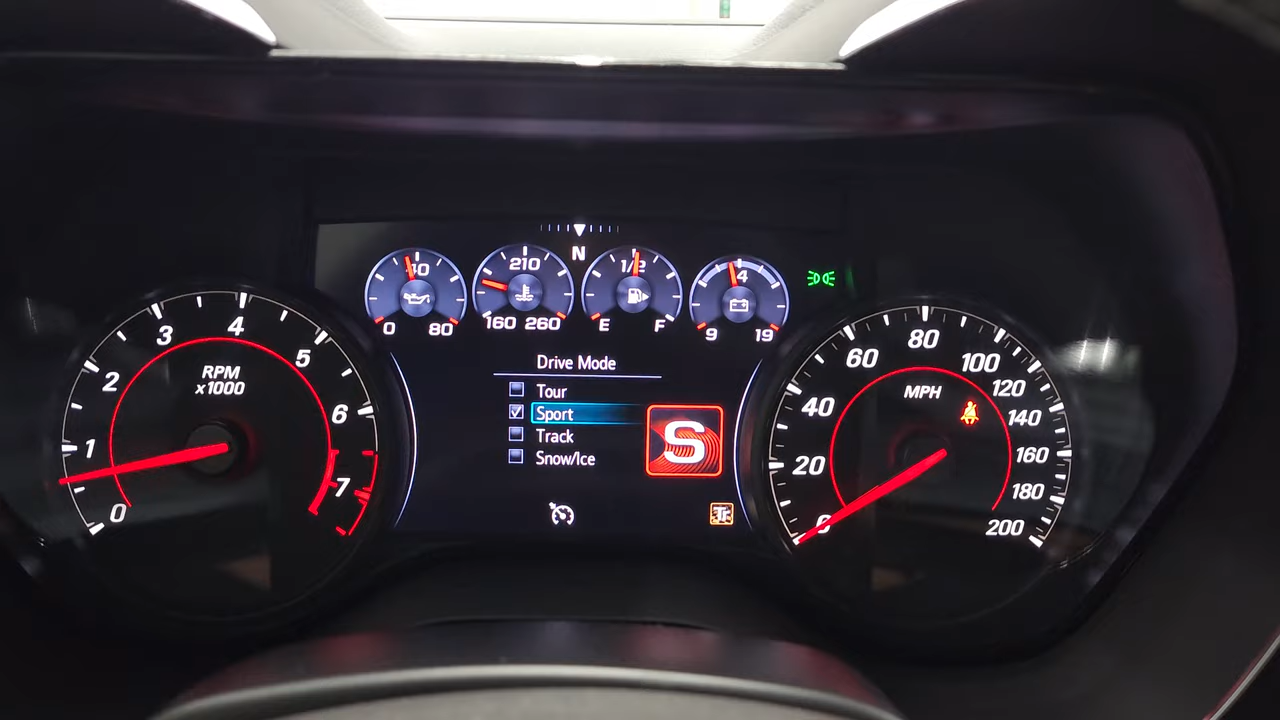 N
40
0 80
210
160 260
1/2
E F
14
9 19
RPM
x1000
0
1
2
3
4
5
6
7
Drive Mode
Tour
Sport
Track
Snow/Ice
S
MPH
0
20
40
60
80
100
120
140
160
180
200